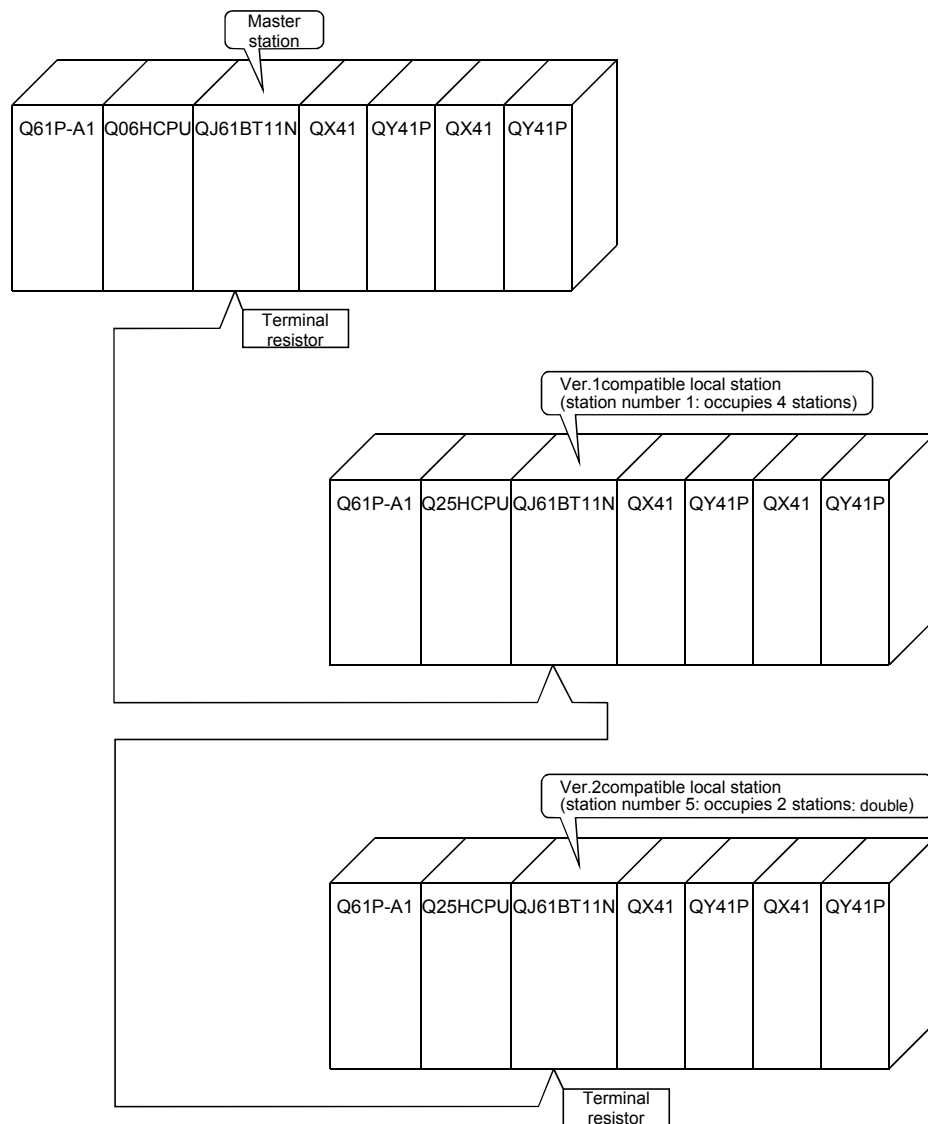 Master
station
Q61P-A1 Q06HCPU QJ61BT11N QX41 QY41P QX41 QY41P
Terminal
resistor
Ver.1compatible local station
(station number 1: occupies 4 stations)
Q61P-A1 Q25HCPU QJ61BT11N QX41 QY41P QX41 QY41P
Ver.2compatible local station
(station number 5: occupies 2 stations: double)
Q61P-A1 Q25HCPU QJ61BT11N QX41 QY41P QX41 QY41P
Terminal
resistor